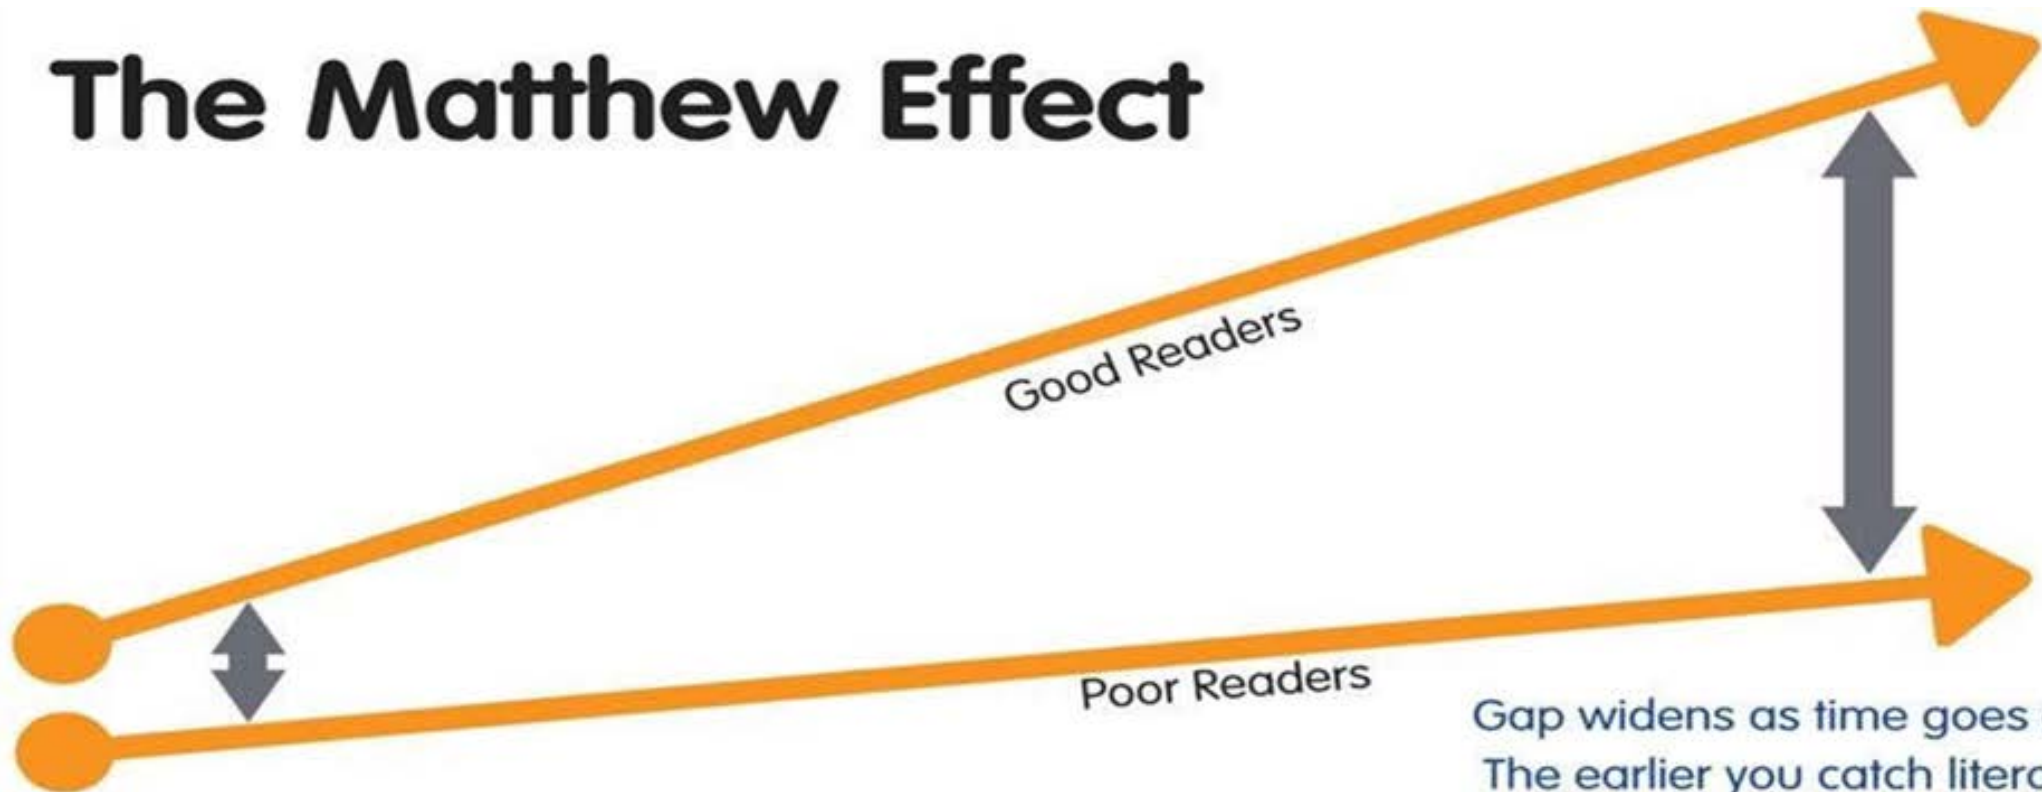 The Matthew Effect
Good Readers
Poor Readers
Gap widens as time goes
The earlier you catch